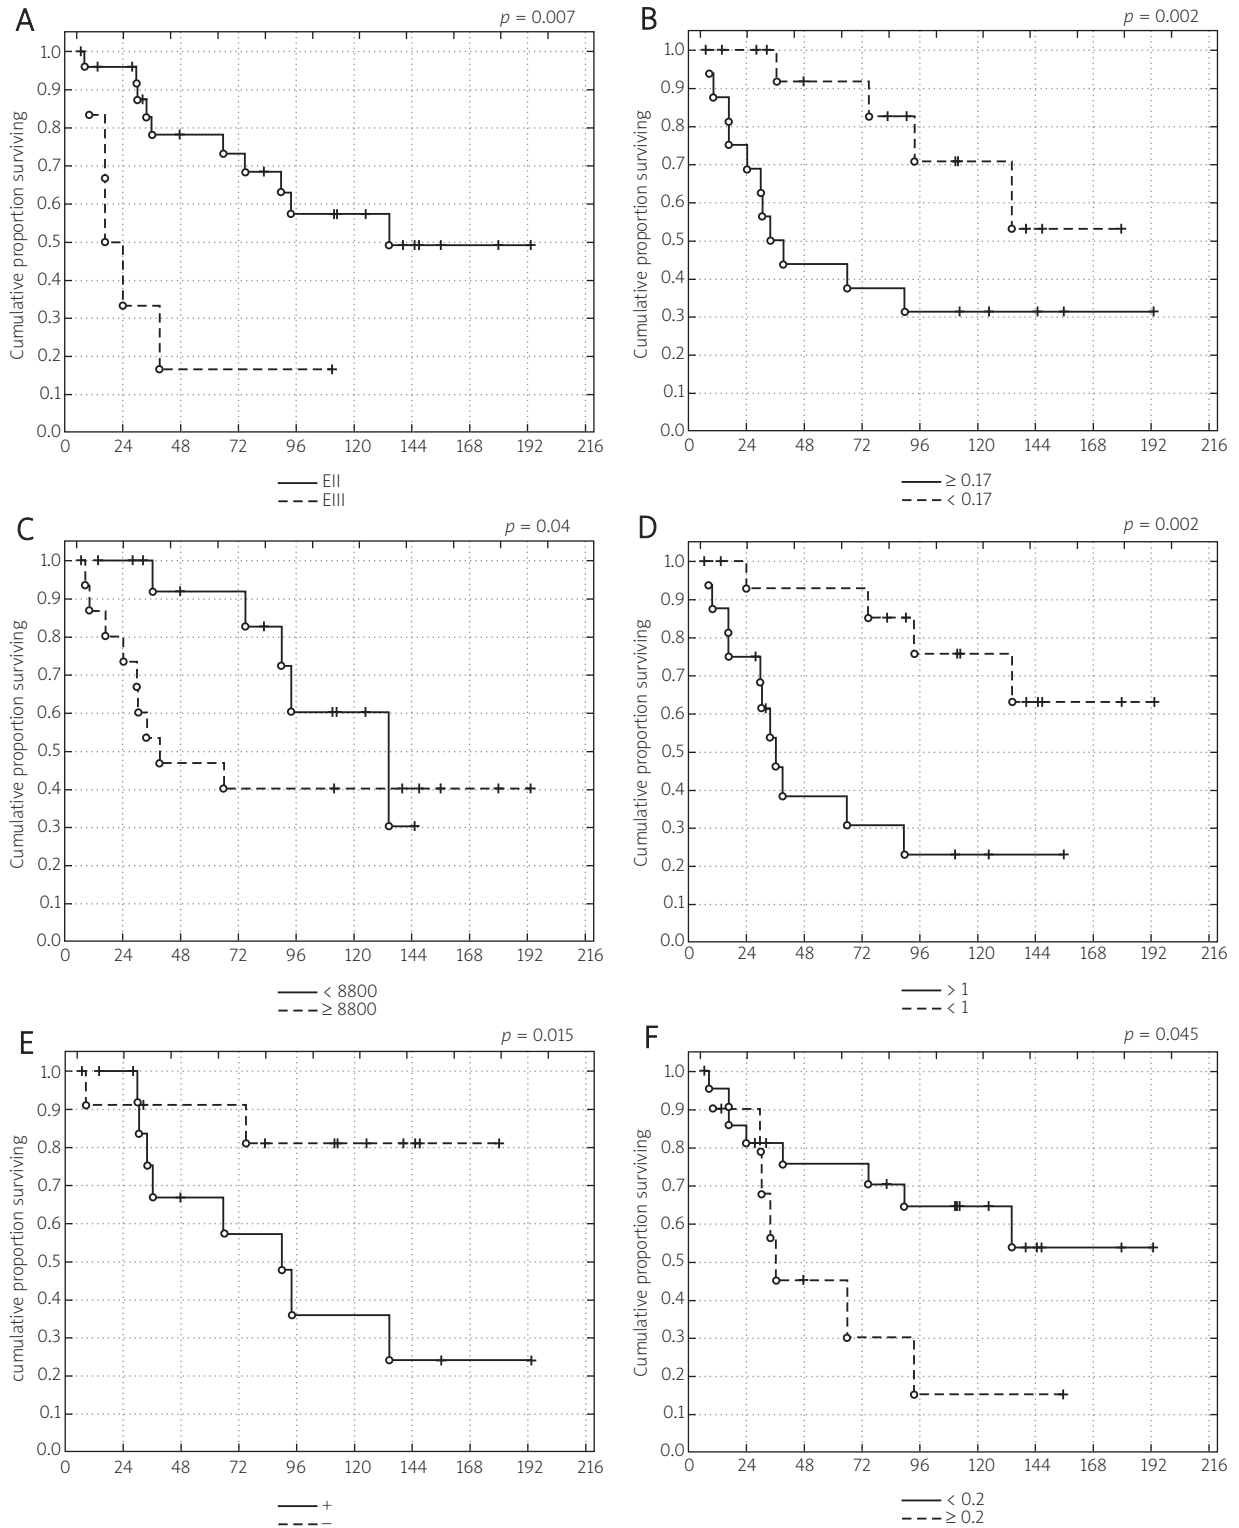 A
p = 0.007
Cumulative proportion surviving
1.0
0.9
0.8
0.7
0.6
0.5
0.4
0.3
0.2
0.1
0.0
0 24 48 72 96 120 144 168 192 216
EII
EIII
B
p = 0.002
Cumulative proportion surviving
1.0
0.9
0.8
0.7
0.6
0.5
0.4
0.3
0.2
0.1
0.0
0 24 48 72 96 120 144 168 192 216
≥ 0.17
< 0.17
C
p = 0.04
Cumulative proportion surviving
1.0
0.9
0.8
0.7
0.6
0.5
0.4
0.3
0.2
0.1
0.0
0 24 48 72 96 120 144 168 192 216
< 8800
≥ 8800
D
p = 0.002
Cumulative proportion surviving
1.0
0.9
0.8
0.7
0.6
0.5
0.4
0.3
0.2
0.1
0.0
0 24 48 72 96 120 144 168 192 216
> 1
< 1
E
p = 0.015
cumulative proportion surviving
1.0
0.9
0.8
0.7
0.6
0.5
0.4
0.3
0.2
0.1
0.0
0 24 48 72 96 120 144 168 192 216
+
–
F
p = 0.045
Cumulative proportion surviving
1.0
0.9
0.8
0.7
0.6
0.5
0.4
0.3
0.2
0.1
0.0
0 24 48 72 96 120 144 168 192 216
< 0.2
≥ 0.2